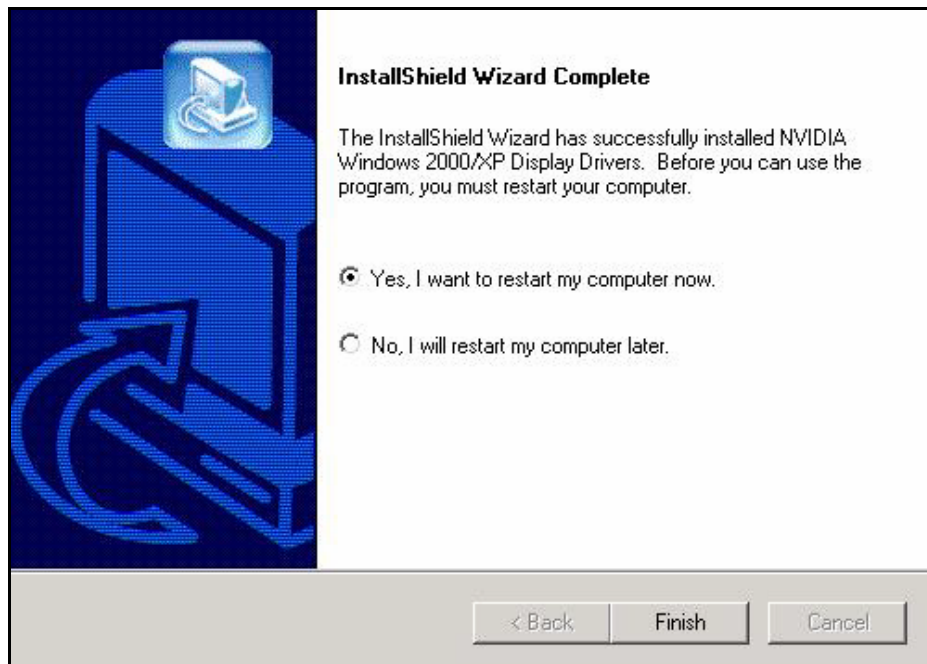 InstallShield Wizard Complete
The InstallShield Wizard has successfully installed NVIDIA
Windows 2000/XP Display Drivers.  Before you can use the
program, you must restart your computer.
Yes, I want to restart my computer now.
No, I will restart my computer later.
< Back
Finish
Cancel